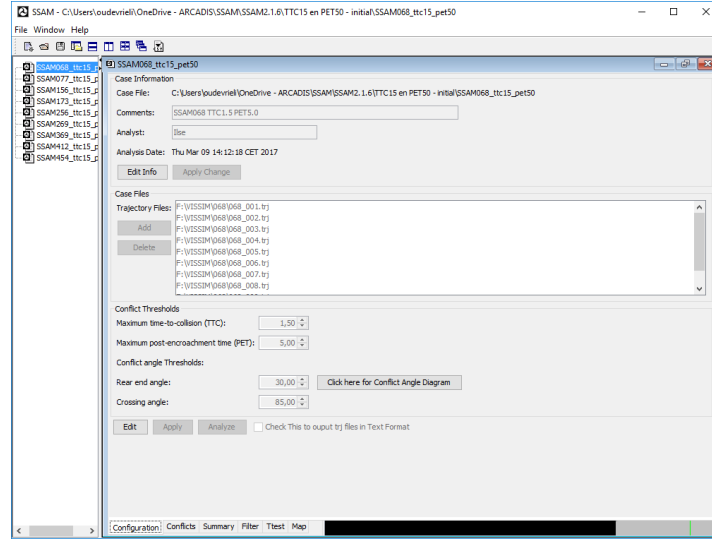 SSAM - C:\Users\oudevrieli\OneDrive - ARCADIS\SSAM\SSAM2.1.6\TTC15 en PET50 - initial\SSAM068_ttc15_pet50
File Window Help
SSAM068_ttc15_p
SSAM077_ttc15_p
SSAM156_ttc15_p
SSAM173_ttc15_p
SSAM256_ttc15_p
SSAM269_ttc15_p
SSAM369_ttc15_p
SSAM412_ttc15_p
SSAM454_ttc15_p
SSAM068_ttc15_pet50
Case Information
Case File: C:\Users\oudevrieli\OneDrive - ARCADIS\SSAM\SSAM2.1.6\TTC15 en PET50 - initial\SSAM068_ttc15_pet50
Comments: SSAM068 TTC1.5 PET5.0
Analyst: Ilse
Analysis Date: Thu Mar 09 14:12:18 CET 2017
Edit Info Apply Change
Case Files
Trajectory Files: F:\VISSIM\068\068_001.trj
F:\VISSIM\068\068_002.trj
Add F:\VISSIM\068\068_003.trj
F:\VISSIM\068\068_004.trj
Delete F:\VISSIM\068\068_005.trj
F:\VISSIM\068\068_006.trj
F:\VISSIM\068\068_007.trj
F:\VISSIM\068\068_008.trj
Conflict Thresholds
Maximum time-to-collision (TTC): 1,50
Maximum post-encroachment time (PET): 5,00
Conflict angle Thresholds:
Rear end angle: 30,00 Click here for Conflict Angle Diagram
Crossing angle: 85,00
Edit Apply Analyze Check This to ouput trj files in Text Format
Configuration Conflicts Summary Filter Ttest Map